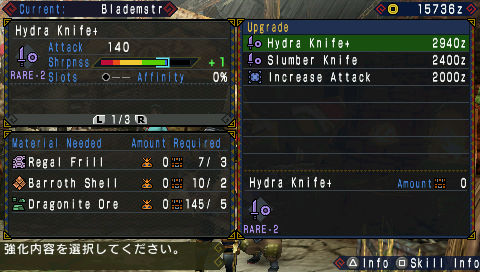 Current: Blademstr
15736z
Hydra Knife+
Attack 140
Shrpnss +1
RARE-2 Slots ●-- Affinity 0%
L 1/3 R
Material Needed Amount Required
Regal Frill 0 7/ 3
Barroth Shell 0 10/ 2
Dragonite Ore 0 145/ 5
Upgrade
Hydra Knife+ 2940z
Slumber Knife 2400z
Increase Attack 2000z
Hydra Knife+ Amount 0
RARE-2
強化内容を選択してください。
△ Info □ Skill Info